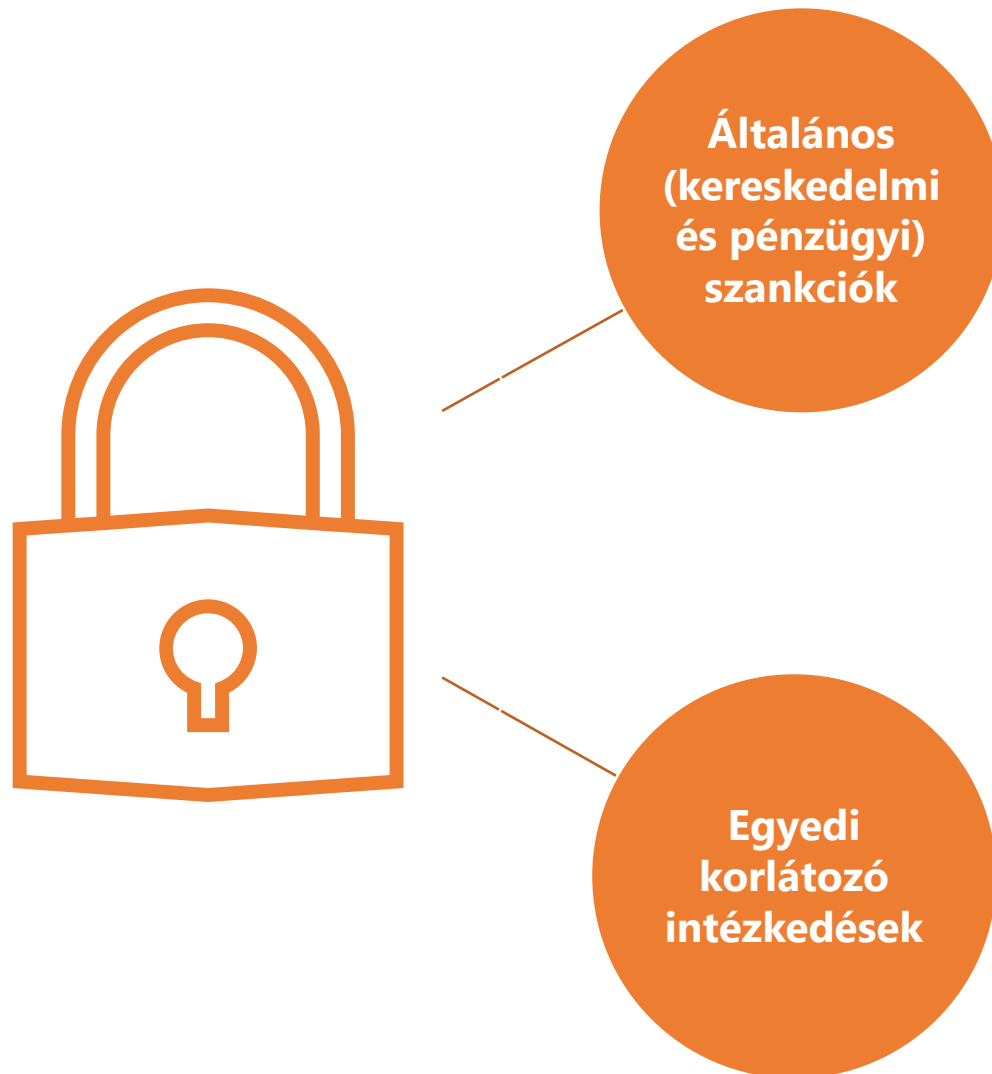 Általános
(kereskedelmi
és pénzügyi)
szankciók
Egyedi
korlátozó
intézkedések